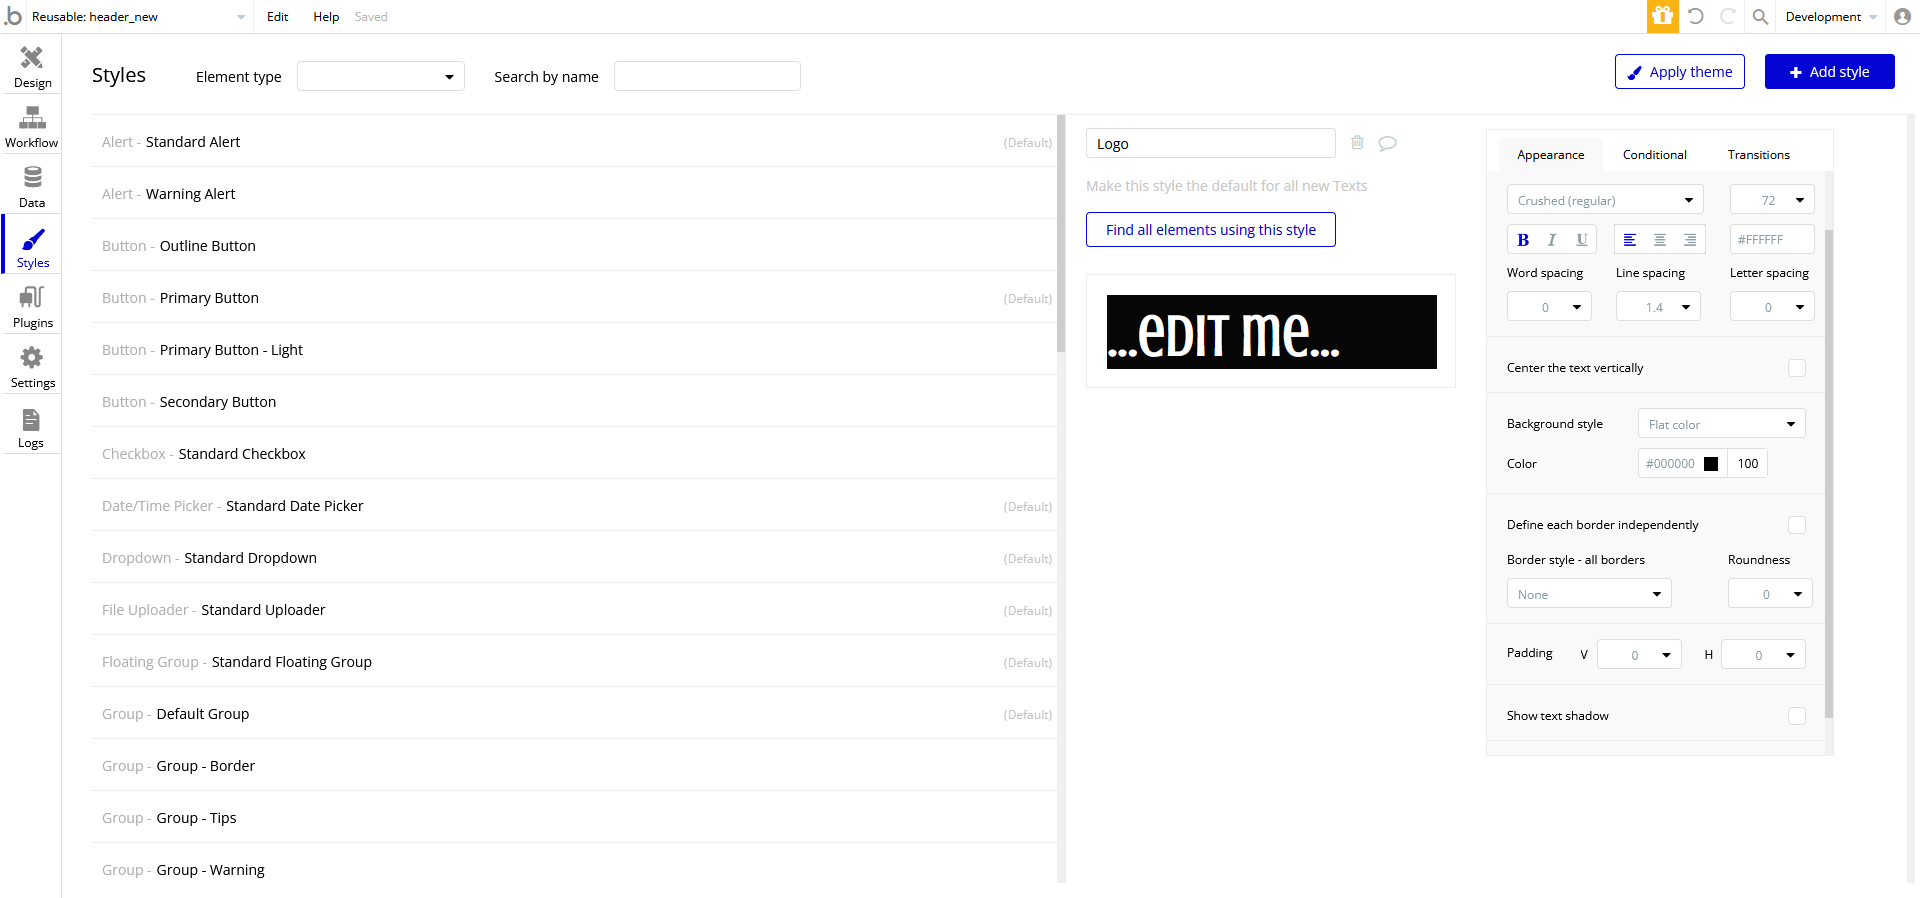 .b Reusable: header_new Edit Help Saved Development
Design
Workflow
Data
Styles
Plugins
Settings
Logs
Styles Element type Search by name Apply theme + Add style
Alert - Standard Alert (Default)
Alert - Warning Alert
Button - Outline Button
Button - Primary Button (Default)
Button - Primary Button - Light
Button - Secondary Button
Checkbox - Standard Checkbox
Date/Time Picker - Standard Date Picker (Default)
Dropdown - Standard Dropdown (Default)
File Uploader - Standard Uploader (Default)
Floating Group - Standard Floating Group (Default)
Group - Default Group (Default)
Group - Group - Border
Group - Group - Tips
Group - Group - Warning
Logo
Make this style the default for all new Texts
Find all elements using this style
...EDIT ME...
Appearance Conditional Transitions
Crushed (regular) 72
B I U #FFFFFF
Word spacing Line spacing Letter spacing
0 1.4 0
Center the text vertically
Background style Flat color
Color #000000 100
Define each border independently
Border style - all borders Roundness
None 0
Padding V 0 H 0
Show text shadow